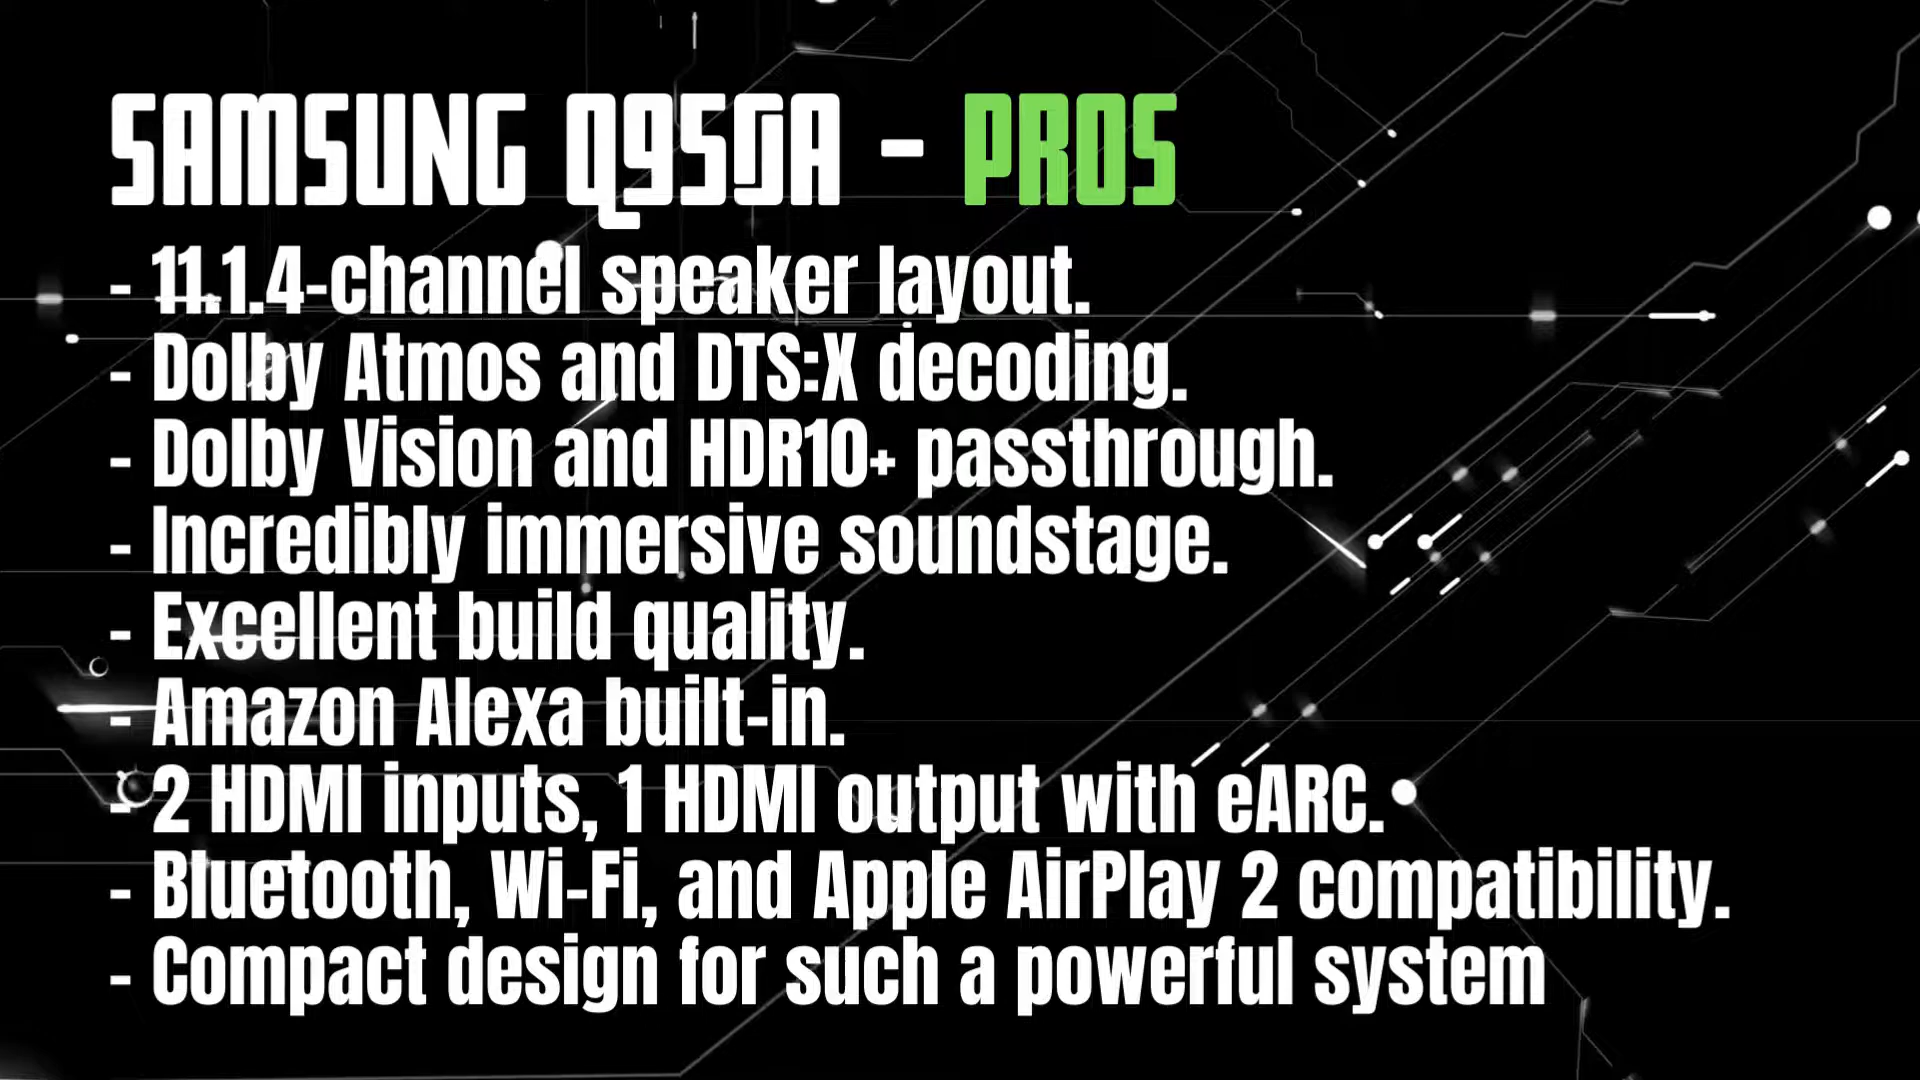 SAMSUNG Q950A - PROS
- 11.1.4-channel speaker layout.
- Dolby Atmos and DTS:X decoding.
- Dolby Vision and HDR10+ passthrough.
- Incredibly immersive soundstage.
- Excellent build quality.
- Amazon Alexa built-in.
- 2 HDMI inputs, 1 HDMI output with eARC.
- Bluetooth, Wi-Fi, and Apple AirPlay 2 compatibility.
- Compact design for such a powerful system